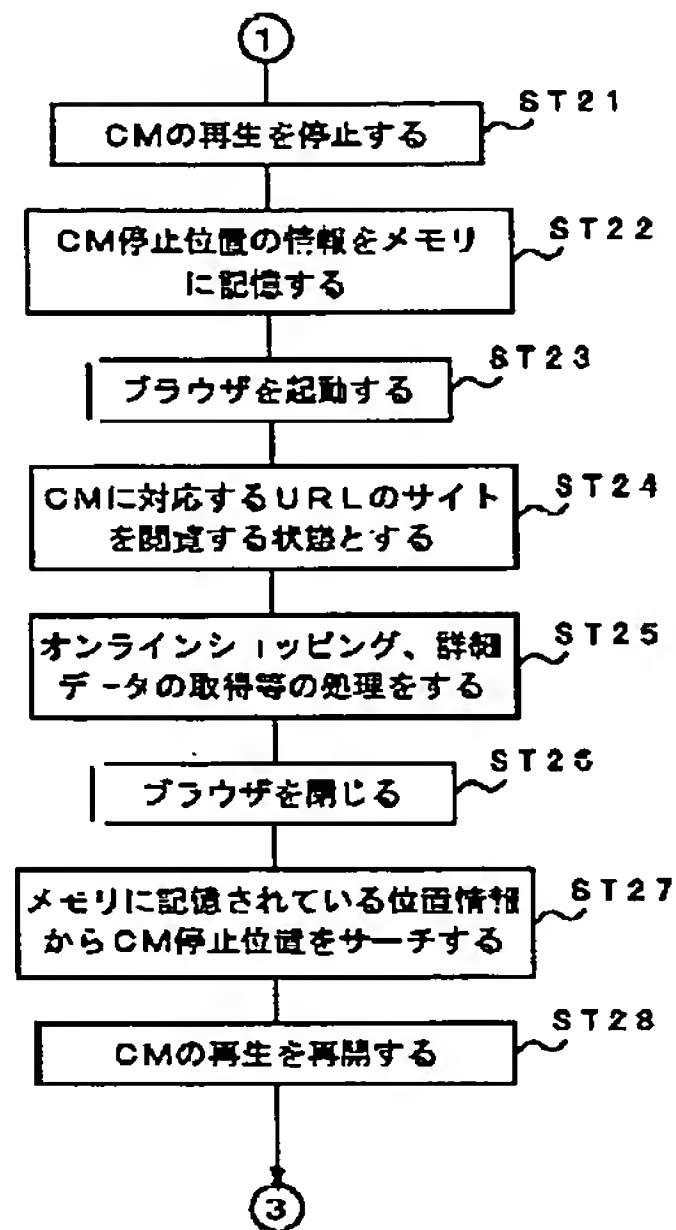 1
ST21
CMの再生を停止する
ST22
CM停止位置の情報をメモリ
に記憶する
ST23
ブラウザを起動する
ST24
CMに対応するURLのサイト
を閲覧する状態とする
ST25
オンラインショッピング、詳細
データの取得等の処理をする
ST26
ブラウザを閉じる
ST27
メモリに記憶されている位置情報
からCM停止位置をサーチする
ST28
CMの再生を再開する
3